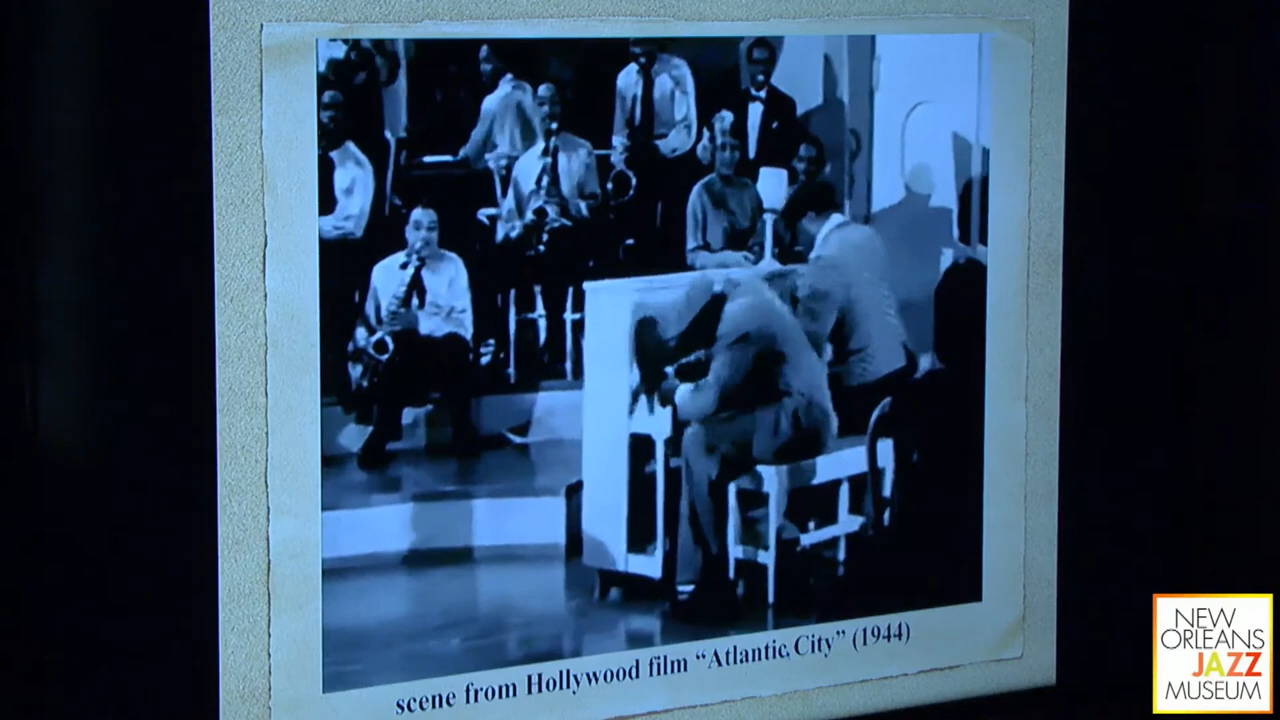 scene from Hollywood film “Atlantic City” (1944)
NEW
ORLEANS
JAZZ
MUSEUM